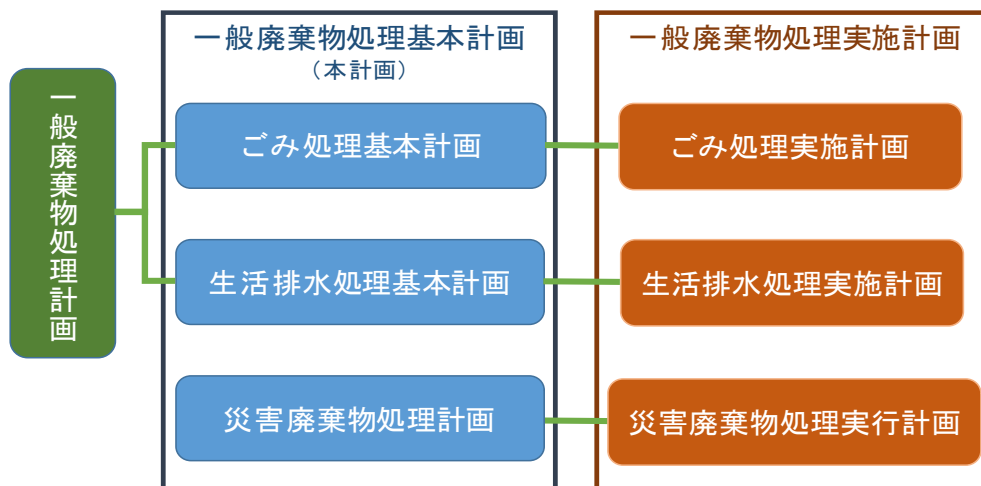 一般廃棄物処理計画
一般廃棄物処理基本計画
（本計画）
ごみ処理基本計画
生活排水処理基本計画
災害廃棄物処理計画
一般廃棄物処理実施計画
ごみ処理実施計画
生活排水処理実施計画
災害廃棄物処理実行計画